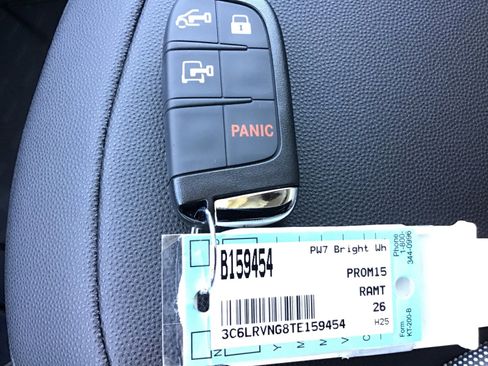 PANIC
B159454
PW7 Bright Wh
PROM15
RAMT
26
3C6LRVNG8TE159454
H25
Phone
1-800-
344-0996
Form
KT-200-B
N
M
V
C